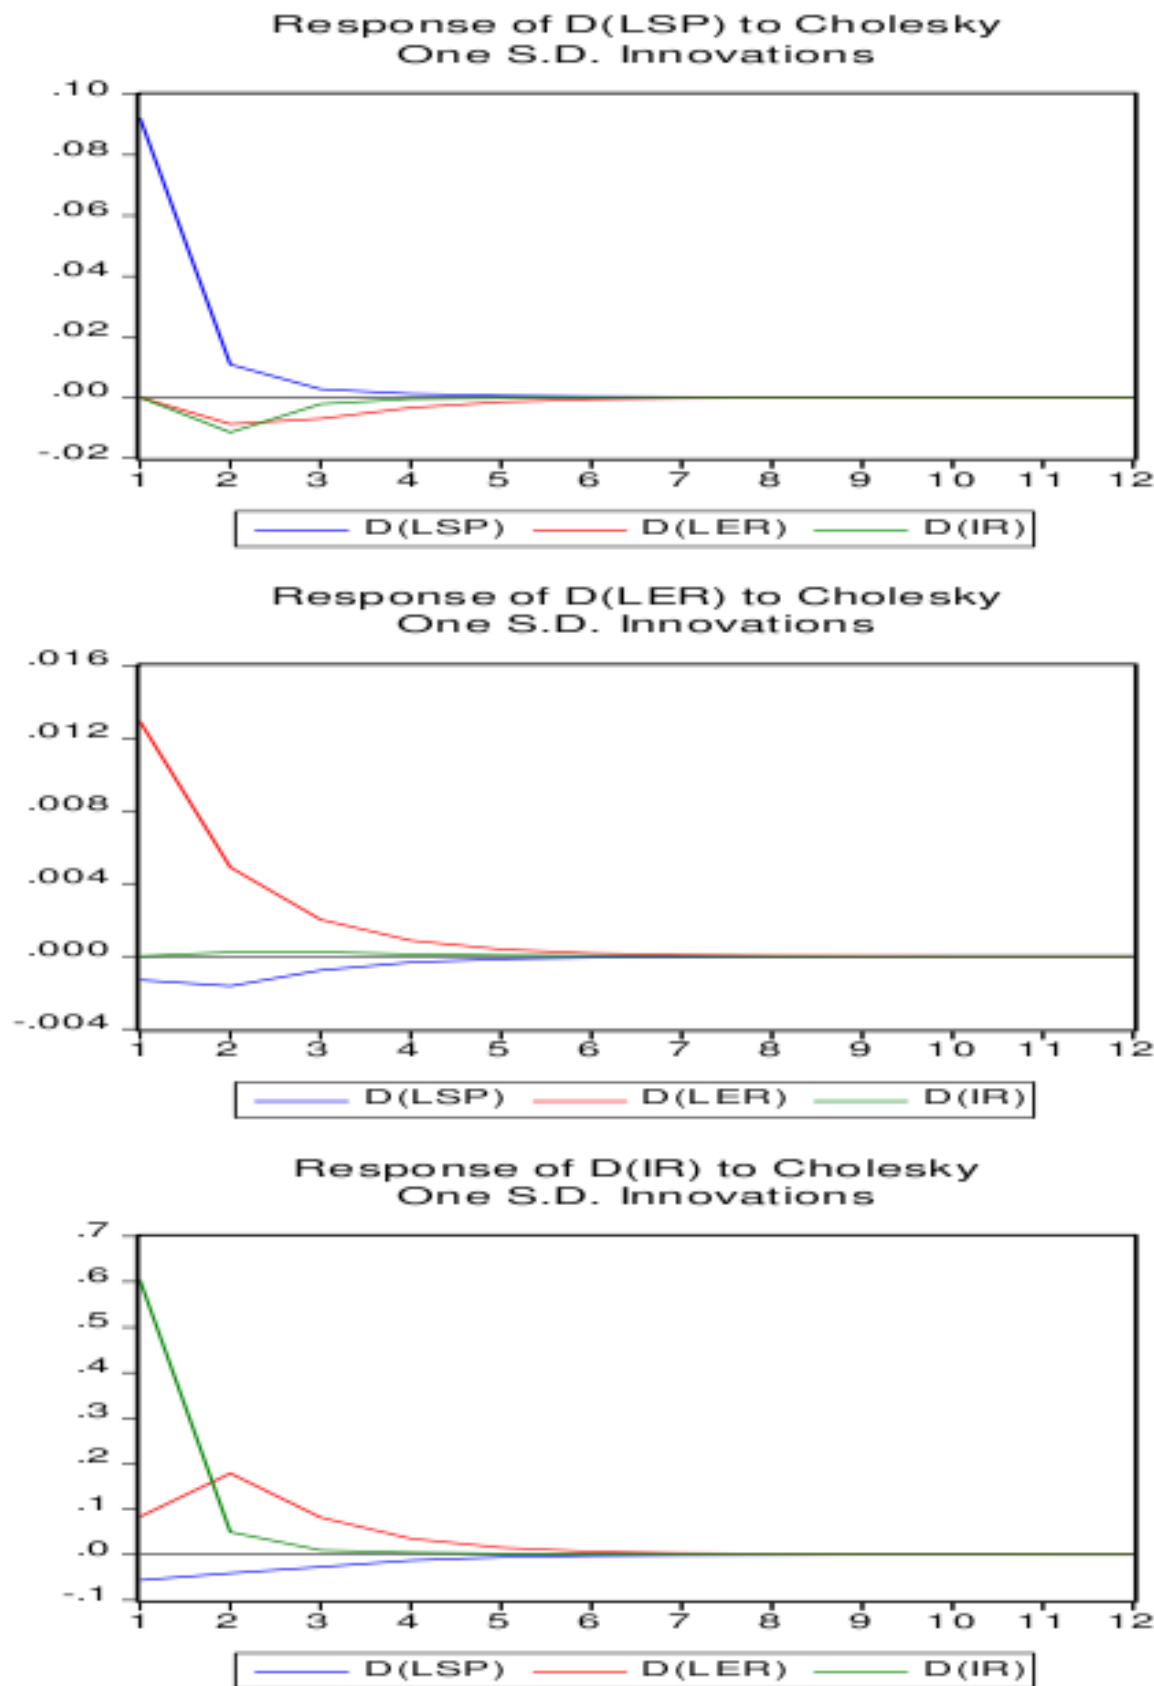 Response of D(LSP) to Cholesky
One S.D. Innovations
.10
.08
.06
.04
.02
.00
-.02
1 2 3 4 5 6 7 8 9 10 11 12
D(LSP) D(LER) D(IR)
Response of D(LER) to Cholesky
One S.D. Innovations
.016
.012
.008
.004
.000
-.004
1 2 3 4 5 6 7 8 9 10 11 12
D(LSP) D(LER) D(IR)
Response of D(IR) to Cholesky
One S.D. Innovations
.7
.6
.5
.4
.3
.2
.1
.0
-.1
1 2 3 4 5 6 7 8 9 10 11 12
D(LSP) D(LER) D(IR)